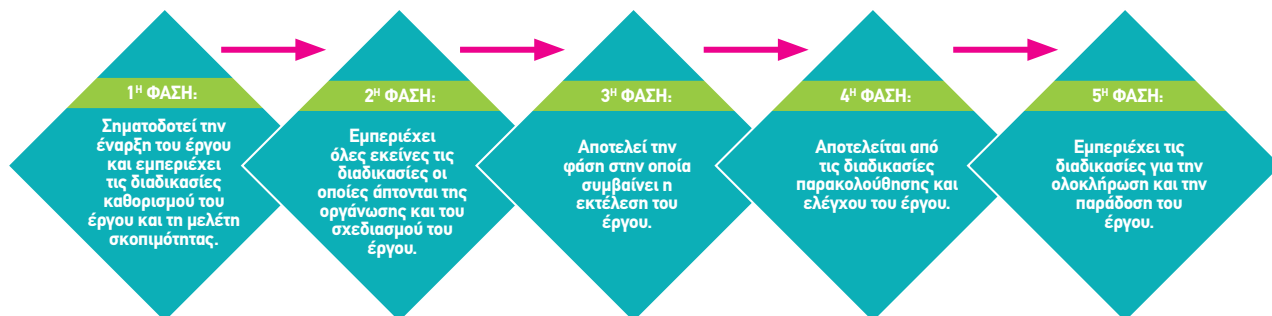 1Η ΦΑΣΗ:
Σηματοδοτεί την
έναρξη του έργου
και εμπεριέχει
τις διαδικασίες
καθορισμού του
έργου και τη μελέτη
σκοπιμότητας.
2Η ΦΑΣΗ:
Εμπεριέχει
όλες εκείνες τις
διαδικασίες οι
οποίες άπτονται της
οργάνωσης και του
σχεδιασμού του
έργου.
3Η ΦΑΣΗ:
Αποτελεί την
φάση στην οποία
συμβαίνει η
εκτέλεση του
έργου.
4Η ΦΑΣΗ:
Αποτελείται από
τις διαδικασίες
παρακολούθησης και
ελέγχου του έργου.
5Η ΦΑΣΗ:
Εμπεριέχει τις
διαδικασίες για την
ολοκλήρωση και την
παράδοση του
έργου.